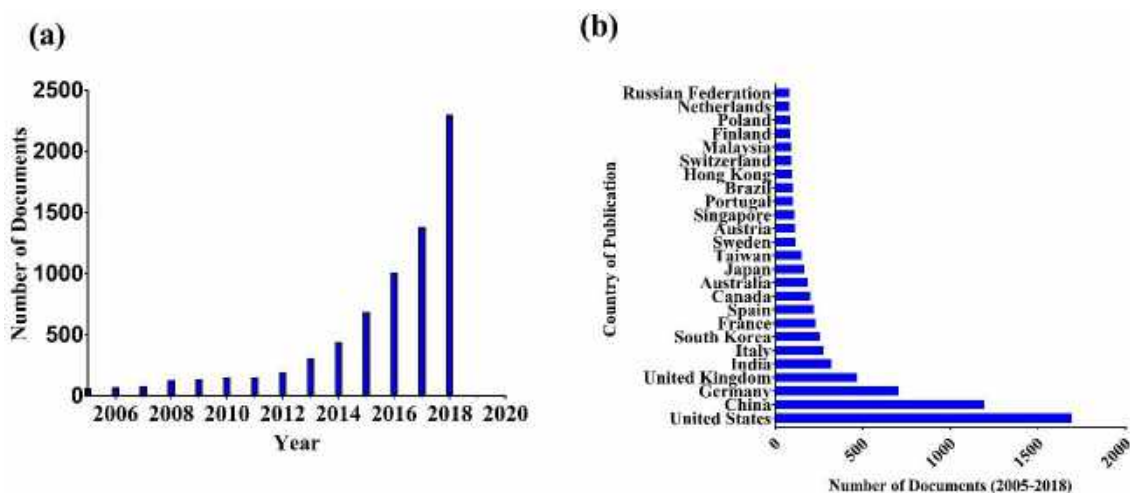 (a)
2500
2000
1500
1000
500
0
Number of Documents
2006 2008 2010 2012 2014 2016 2018 2020
Year
(b)
Country of Publication
Russian Federation
Netherlands
Poland
Finland
Malaysia
Switzerland
Hong Kong
Brazil
Portugal
Singapore
Austria
Sweden
Taiwan
Japan
Australia
Canada
Spain
France
South Korea
Italy
India
United Kingdom
Germany
China
United States
0 500 1000 1500 2000
Number of Documents (2005-2018)